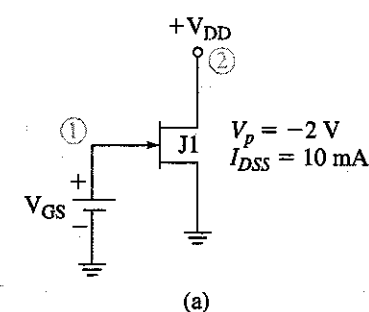 +V_DD
②
①
J1
V_p = −2 V
I_DSS = 10 mA
+
V_GS
−
(a)